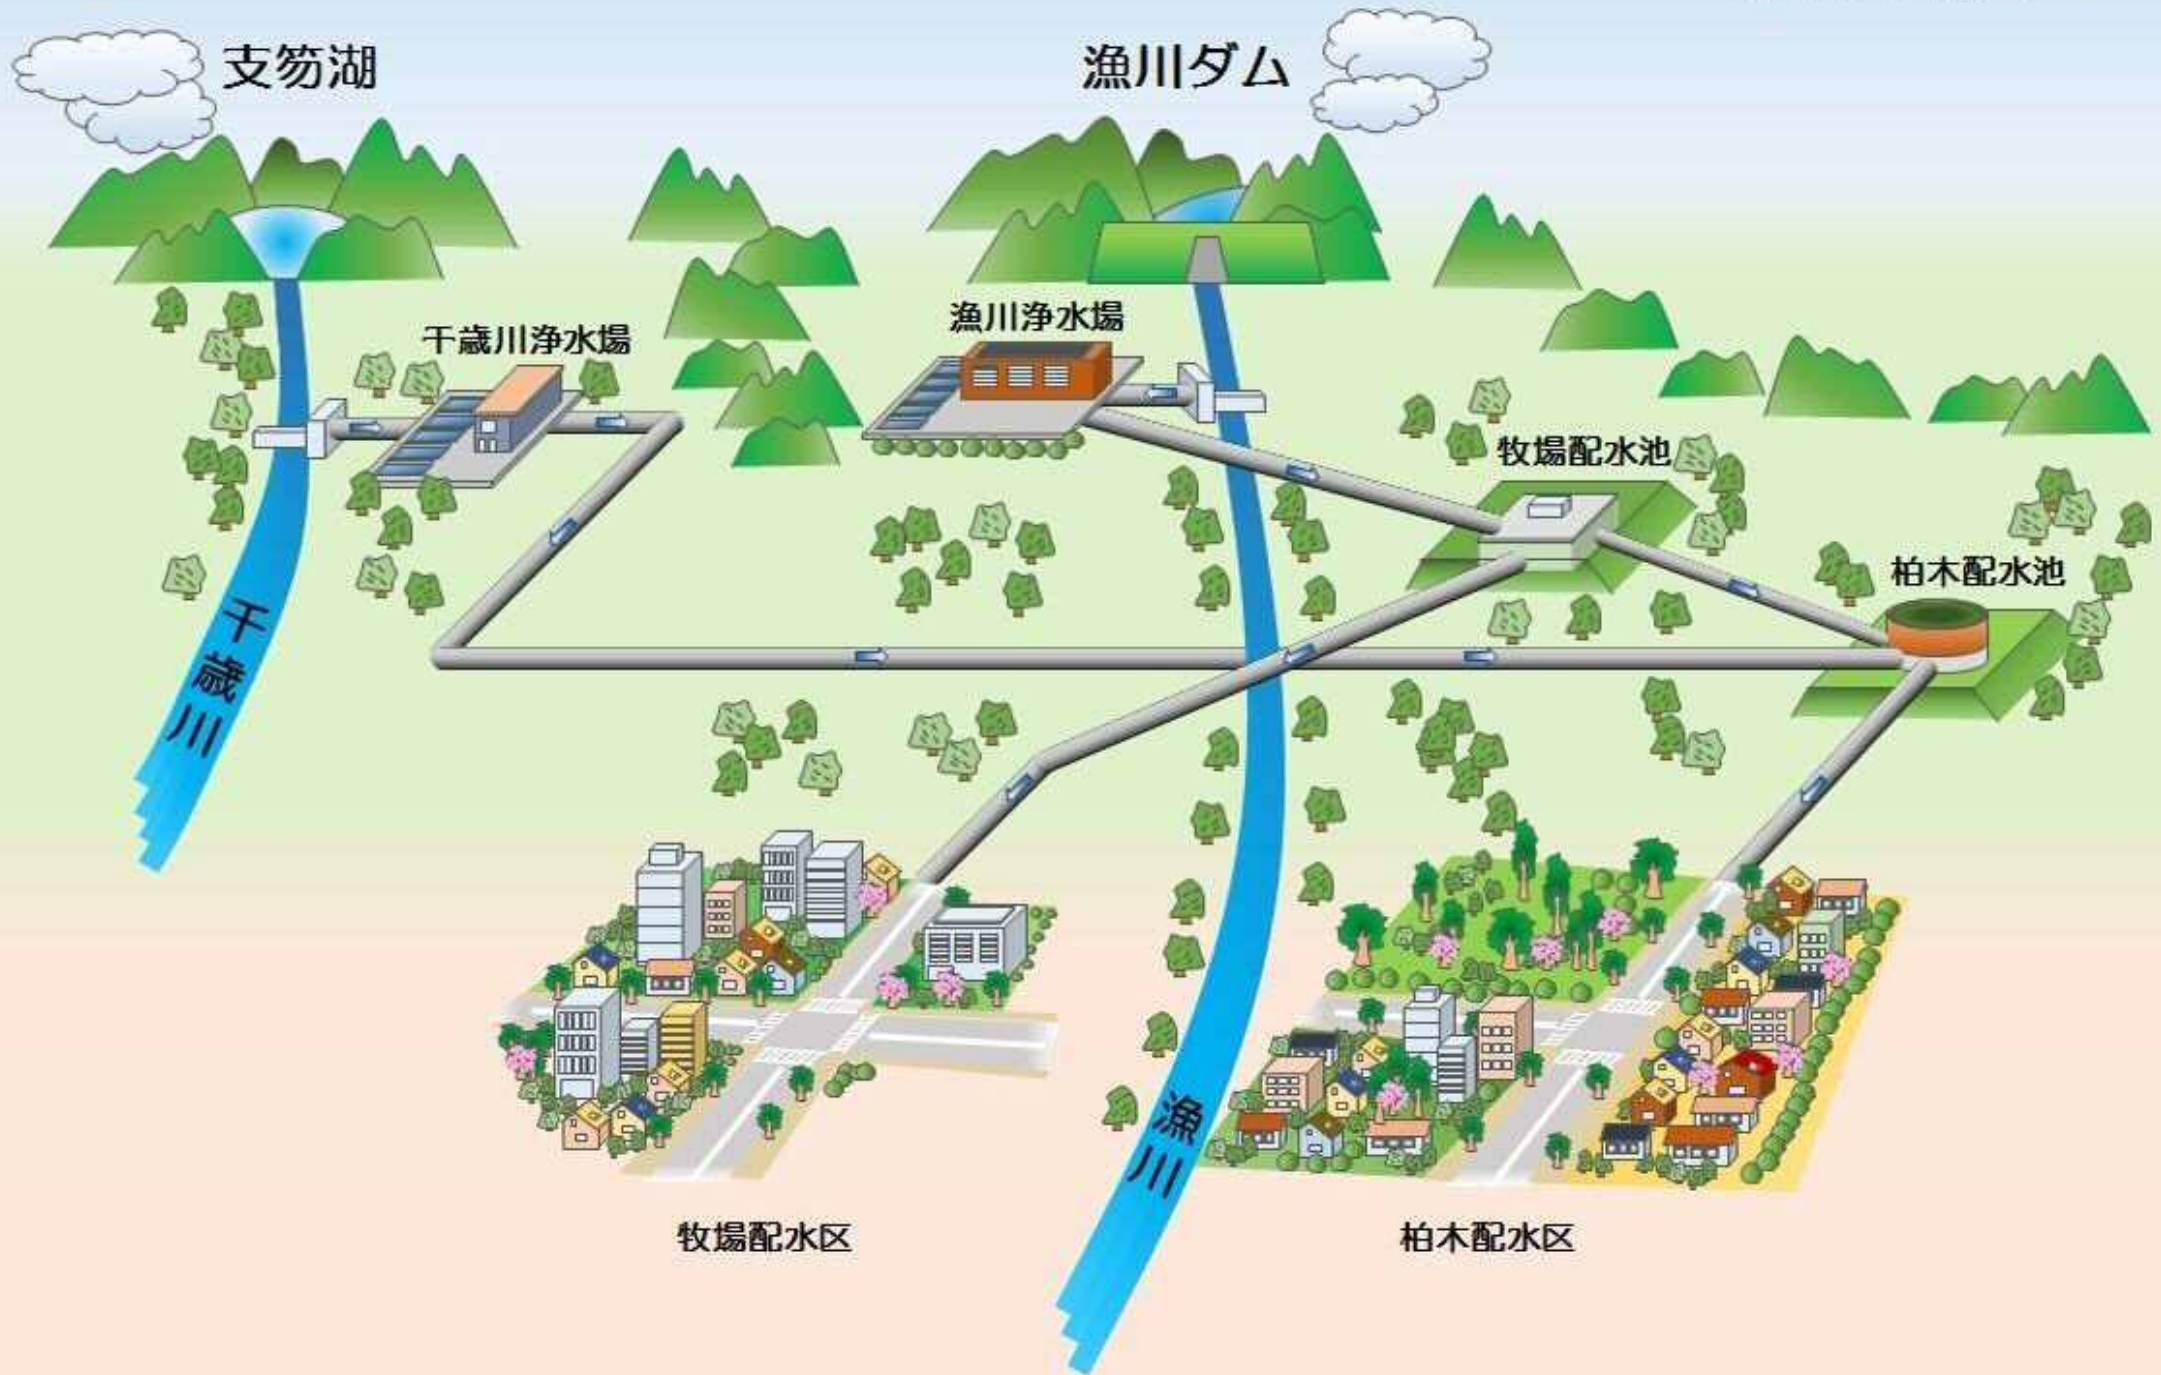 支笏湖
漁川ダム
千歳川浄水場
漁川浄水場
牧場配水池
柏木配水池
千歳川
漁川
牧場配水区
柏木配水区